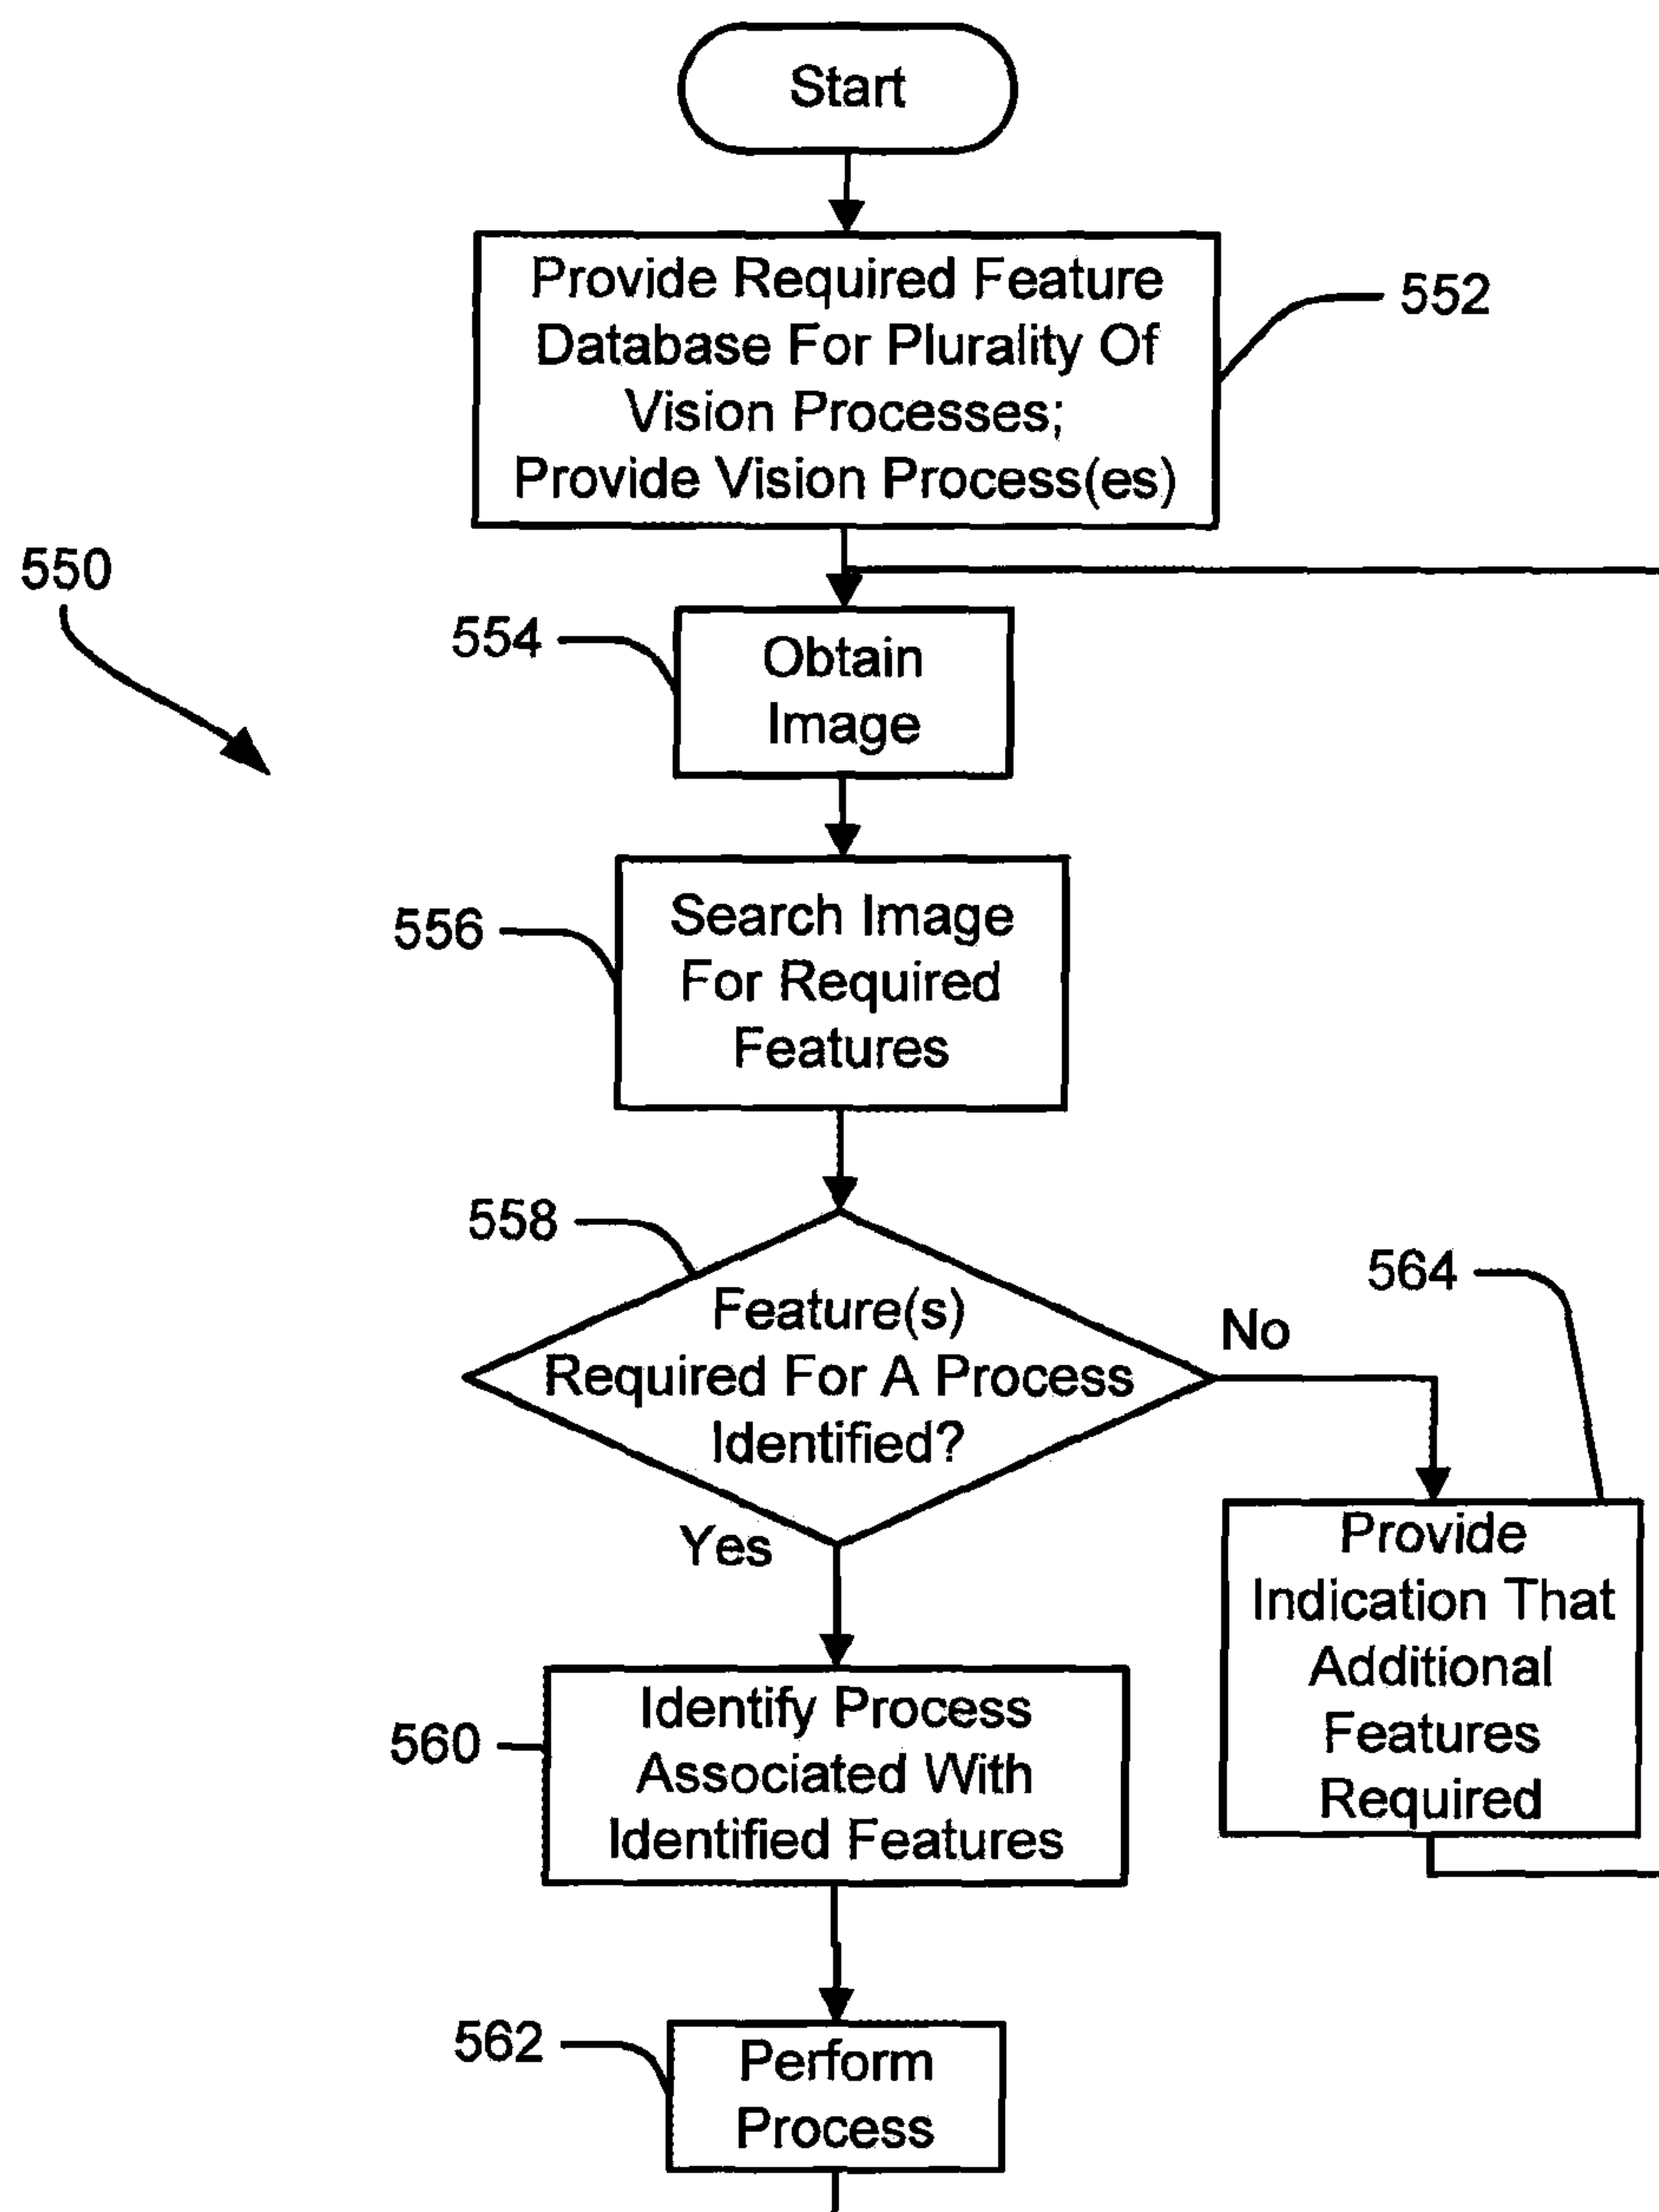 Start
Provide Required Feature
Database For Plurality Of
Vision Processes;
Provide Vision Process(es)
552
550
554
Obtain
Image
556
Search Image
For Required
Features
558
Feature(s)
Required For A Process
Identified?
No
564
Yes
Provide
Indication That
Additional
Features
Required
560
Identify Process
Associated With
Identified Features
562
Perform
Process